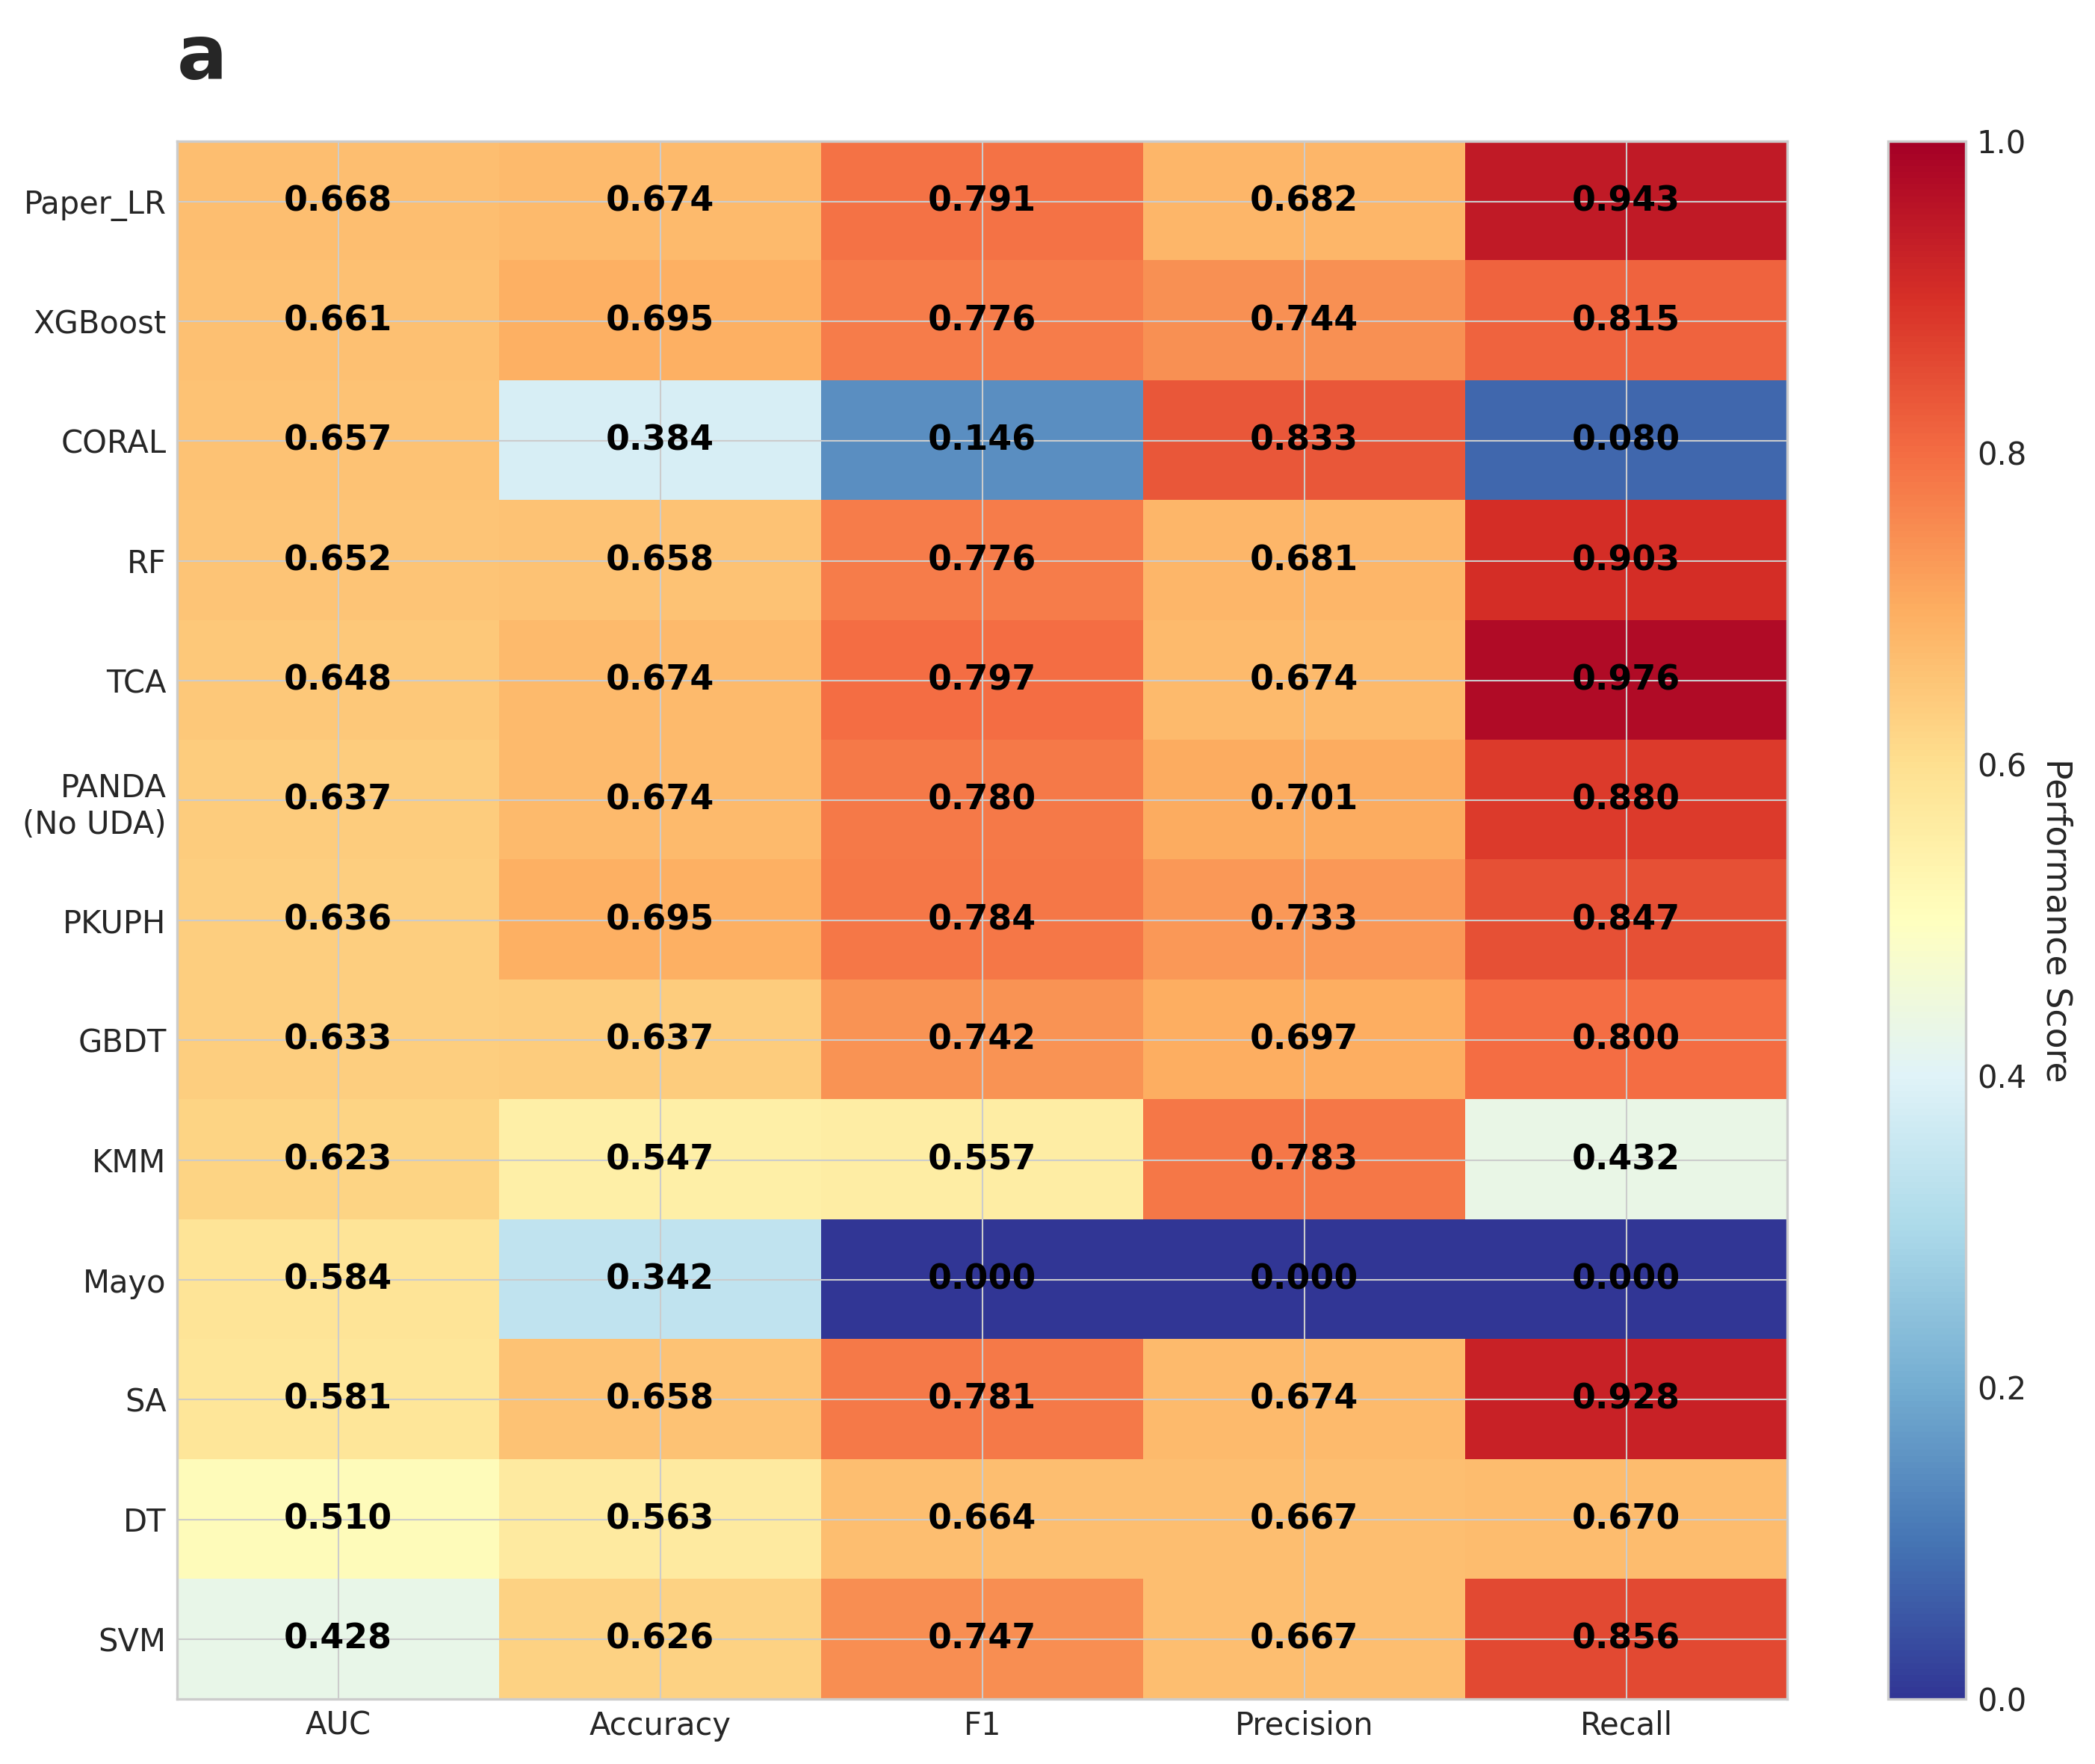 a
Paper_LR 0.668 0.674 0.791 0.682 0.943
XGBoost 0.661 0.695 0.776 0.744 0.815
CORAL 0.657 0.384 0.146 0.833 0.080
RF 0.652 0.658 0.776 0.681 0.903
TCA 0.648 0.674 0.797 0.674 0.976
PANDA
(No UDA) 0.637 0.674 0.780 0.701 0.880
PKUPH 0.636 0.695 0.784 0.733 0.847
GBDT 0.633 0.637 0.742 0.697 0.800
KMM 0.623 0.547 0.557 0.783 0.432
Mayo 0.584 0.342 0.000 0.000 0.000
SA 0.581 0.658 0.781 0.674 0.928
DT 0.510 0.563 0.664 0.667 0.670
SVM 0.428 0.626 0.747 0.667 0.856
AUC Accuracy F1 Precision Recall
1.0
0.8
0.6
0.4
0.2
0.0
Performance Score